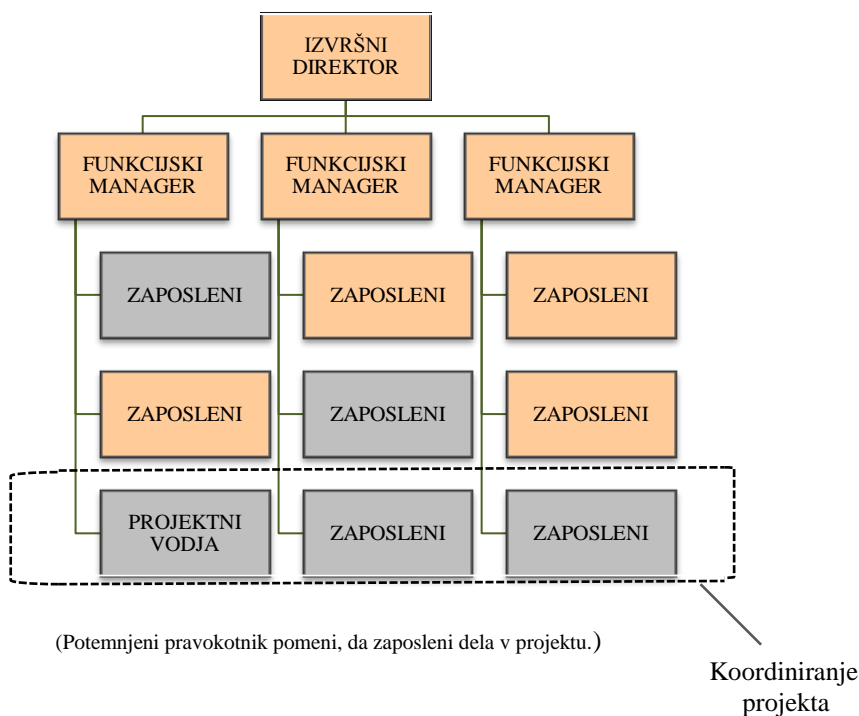 IZVRŠNI
DIREKTOR
FUNKCIJSKI
MANAGER
FUNKCIJSKI
MANAGER
FUNKCIJSKI
MANAGER
ZAPOSLENI
ZAPOSLENI
ZAPOSLENI
ZAPOSLENI
ZAPOSLENI
ZAPOSLENI
PROJEKTNI
VODJA
ZAPOSLENI
ZAPOSLENI
(Potemnjeni pravokotnik pomeni, da zaposleni dela v projektu.)
Koordiniranje
projekta